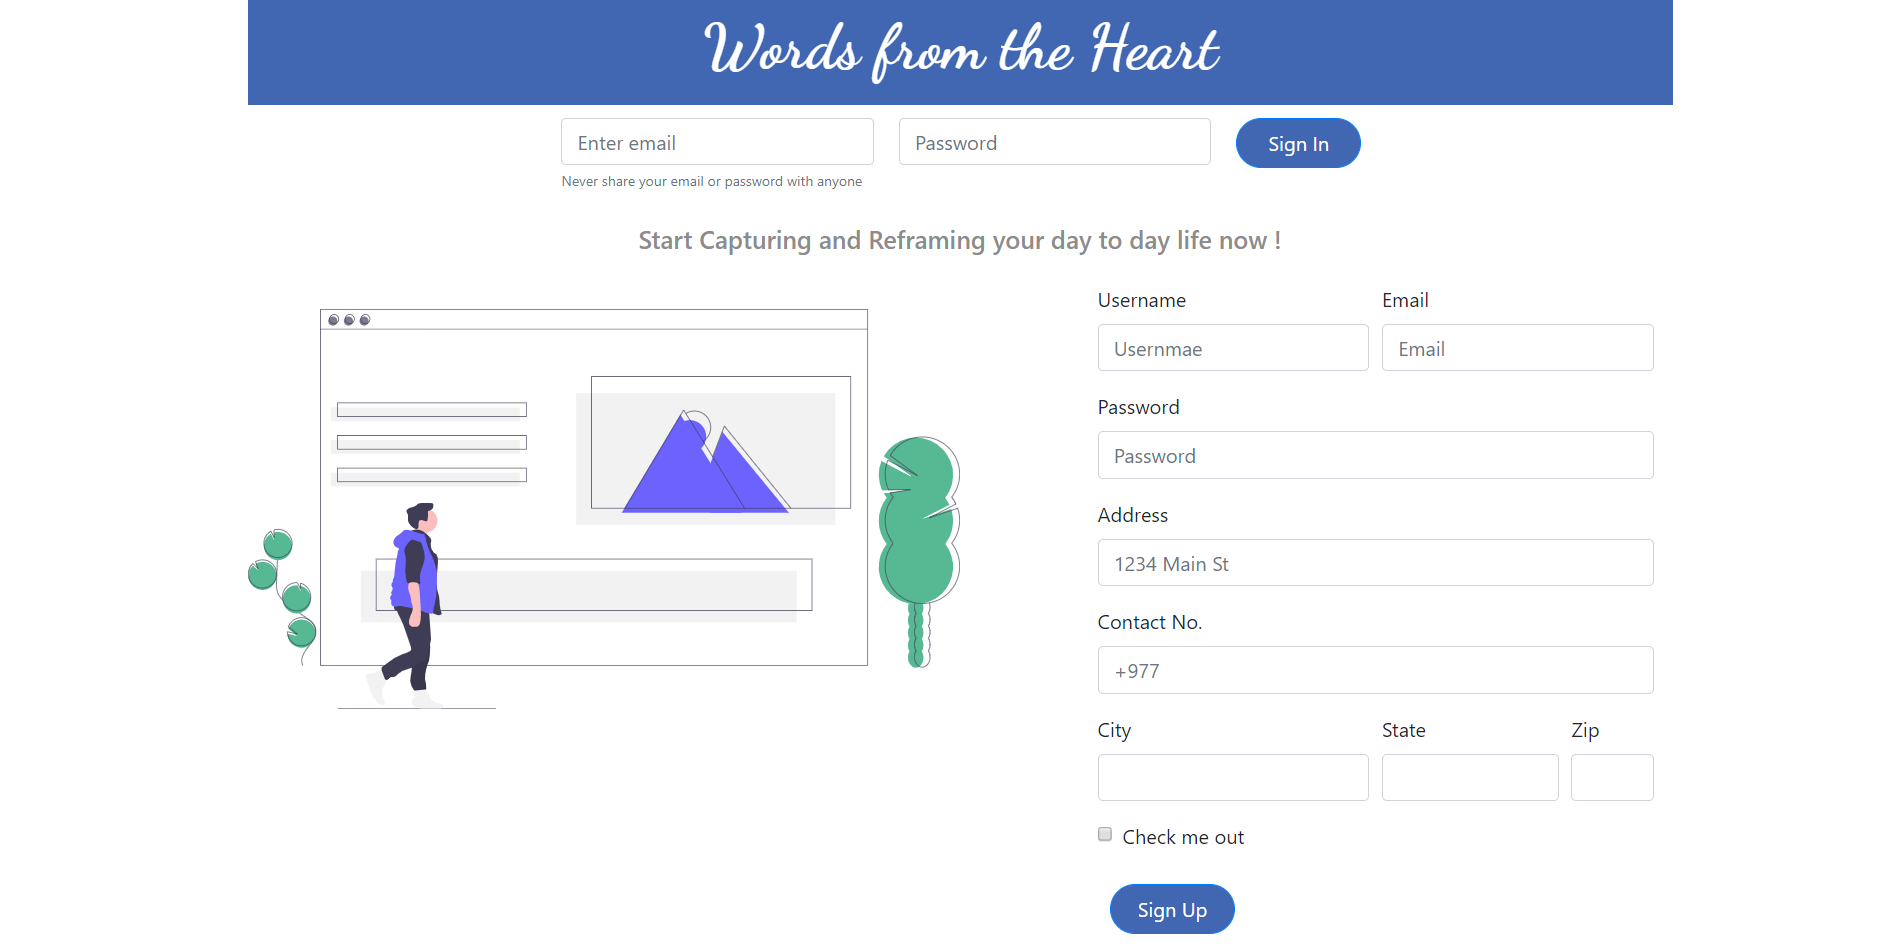 Words from the Heart
Enter email Password Sign In
Never share your email or password with anyone
Start Capturing and Reframing your day to day life now !
Username Email
Usernmae Email
Password
Password
Address
1234 Main St
Contact No.
+977
City State Zip
Check me out
Sign Up